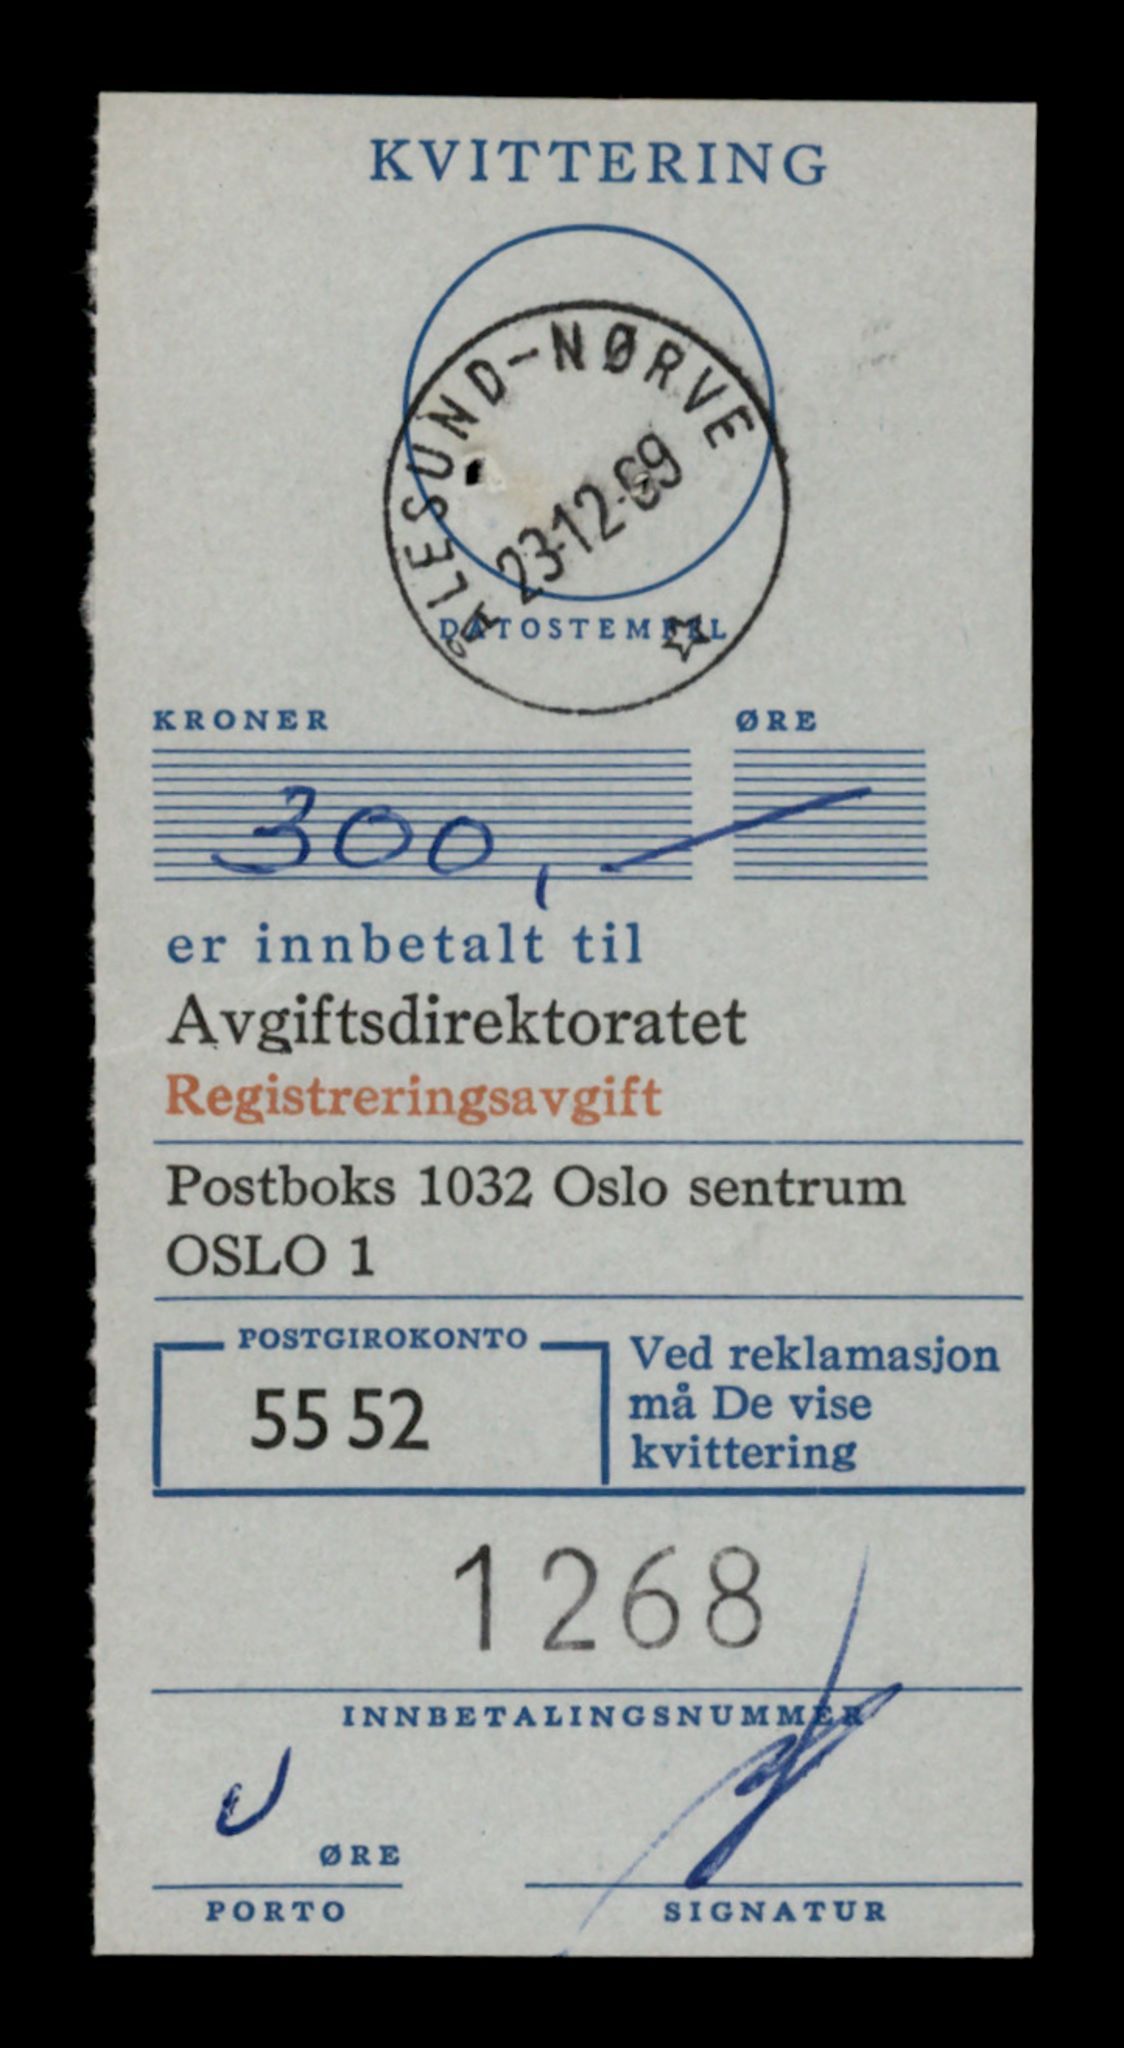 KVITTERING
ÅLESUND-NØRVE
23-12-69
DATOSTEMPEL
KRONER ØRE
300,—
er innbetalt til
Avgiftsdirektoratet
Registreringsavgift
Postboks 1032 Oslo sentrum
OSLO 1
POSTGIROKONTO
55 52
Ved reklamasjon
må De vise
kvittering
1268
INNBETALINGSNUMMER
ØRE
PORTO
SIGNATUR